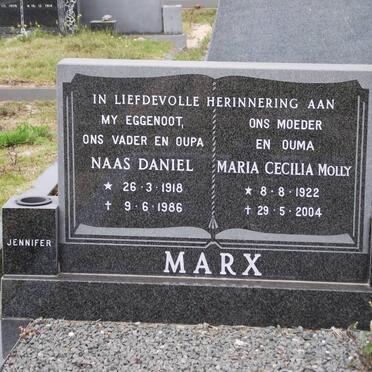 IN LIEFDEVOLLE HERINNERING AAN
MY EGGENOOT,
ONS VADER EN OUPA
NAAS DANIEL
★ 26·3·1918
✝ 9·6·1986
ONS MOEDER
EN OUMA
MARIA CECILIA MOLLY
★ 8·8·1922
✝ 29·5·2004
MARX
JENNIFER